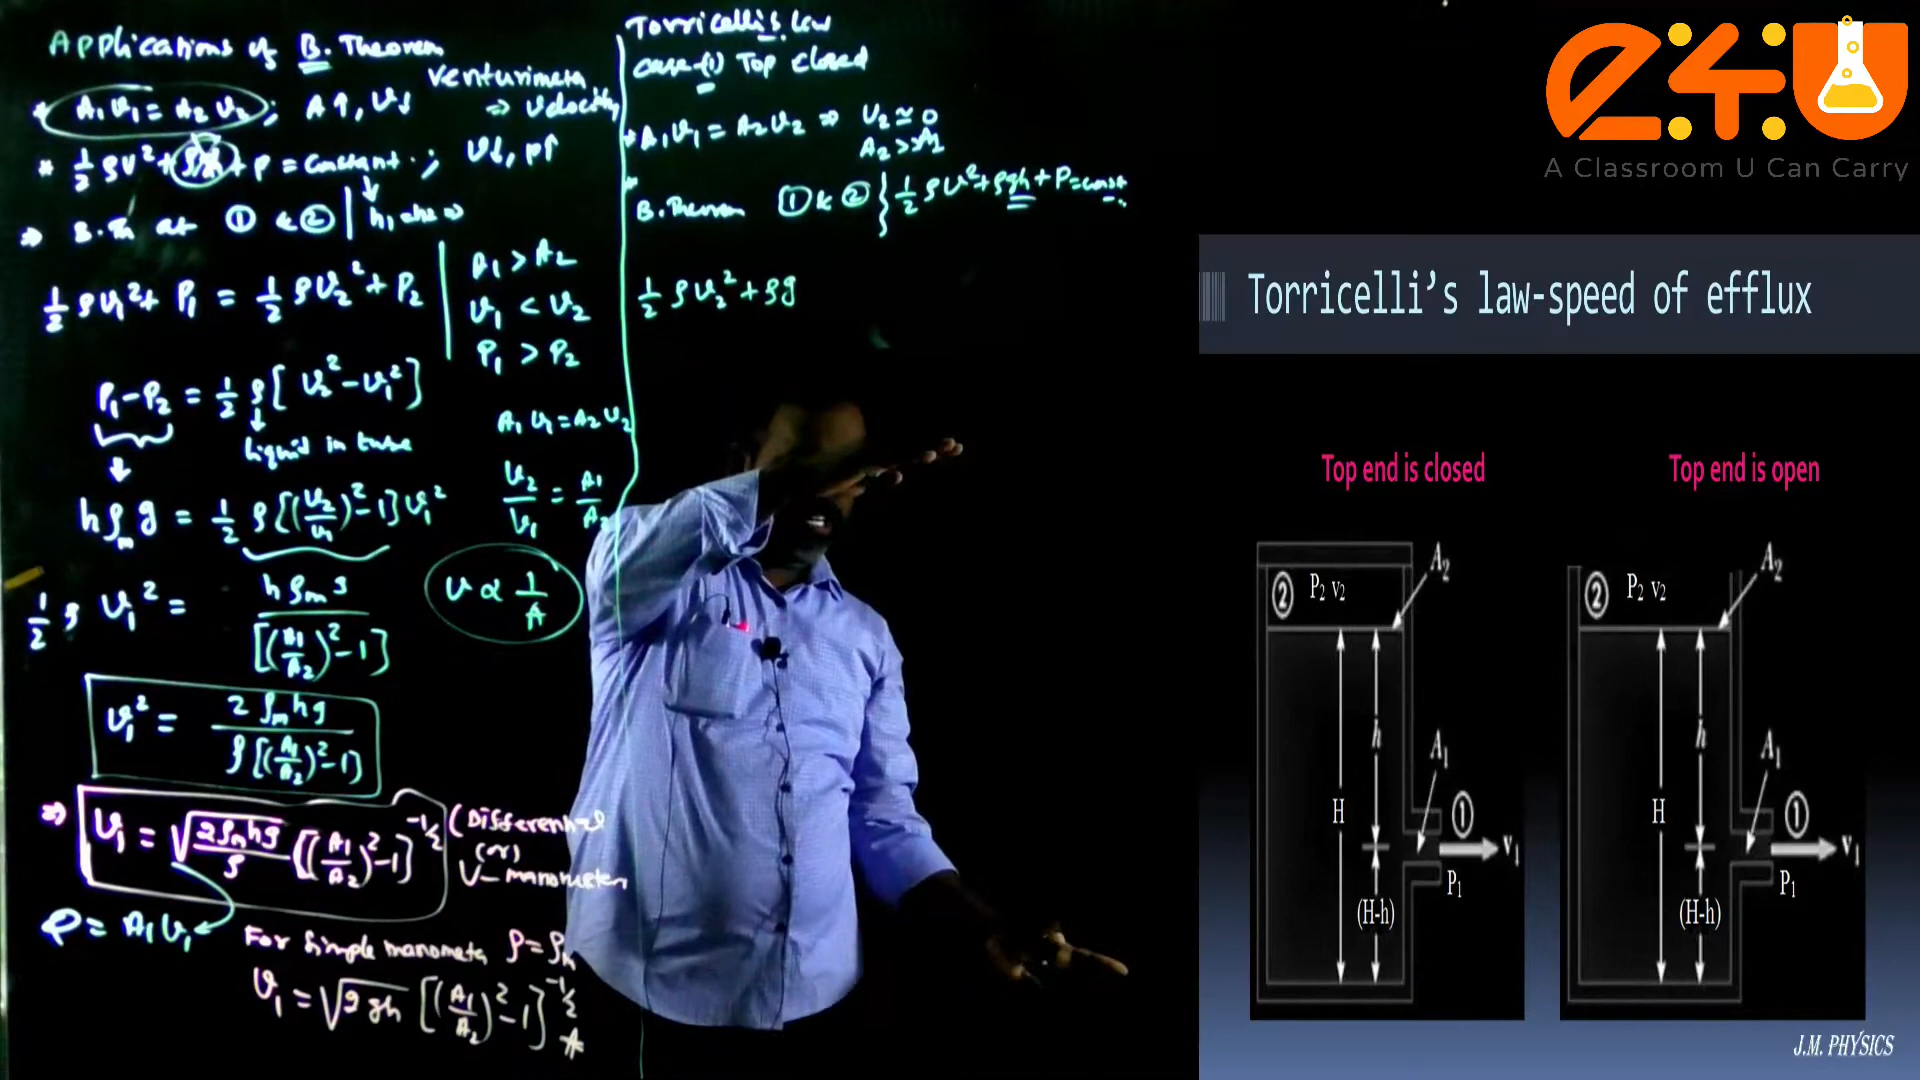 Applications of B. Theorem
* A₁v₁ = A₂v₂ ; A↑, v↓
Venturimeter
⇒ Velocity
* ½ρv² + ρgh + P = constant. ; v↓, p↑
⇒ B.Th at ① & ② | h, are
½ρv₁² + P₁ = ½ρv₂² + P₂
A₁ > A₂
v₁ < v₂
P₁ > P₂
P₁ - P₂ = ½ρ[v₂² - v₁²]
liquid in tube
A₁v₁ = A₂v₂
v₂/v₁ = A₁/A₂
hρₘg = ½ρ[(v₂/v₁)² - 1]v₁²
½ρ v₁² = hρₘg / [(A₁/A₂)² - 1]
v ∝ 1/A
v₁² = 2ρₘhg / ρ[(A₁/A₂)² - 1]
⇒ v₁ = √(2ρₘhg/ρ) [(A₁/A₂)² - 1]^(-1/2)
(Differential
(or)
U-manometer
Q = A₁v₁
For simple manometer ρ = ρₘ
v₁ = √2gh [(A₁/A₂)² - 1]^(-1/2)
Torricelli's law
case-(1) Top closed
* A₁v₁ = A₂v₂ ⇒ v₂ ≃ 0
A₂ >> A₁
* B. Theorem ① & ② { ½ρv² + ρgh + P = const
½ρv₂² + ρg
e4U
A Classroom U Can Carry
Torricelli's law-speed of efflux
Top end is closed
Top end is open
② P₂ v₂
A₂
h
H
A₁
①
v₁
P₁
(H-h)
② P₂ v₂
A₂
h
H
A₁
①
v₁
P₁
(H-h)
J.M. PHYSICS